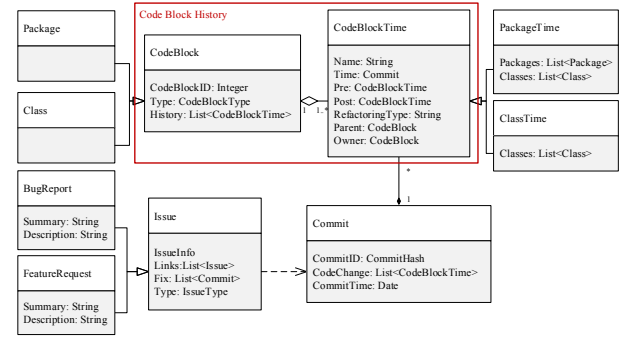 Code Block History
Package
Class
CodeBlock
CodeBlockID: Integer
Type: CodeBlockType
History: List<CodeBlockTime>
1
1..*
CodeBlockTime
Name: String
Time: Commit
Pre: CodeBlockTime
Post: CodeBlockTime
RefactoringType: String
Parent: CodeBlock
Owner: CodeBlock
PackageTime
Packages: List<Package>
Classes: List<Class>
ClassTime
Classes: List<Class>
*
1
BugReport
Summary: String
Description: String
FeatureRequest
Summary: String
Description: String
Issue
IssueInfo
Links:List<Issue>
Fix: List<Commit>
Type: IssueType
Commit
CommitID: CommitHash
CodeChange: List<CodeBlockTime>
CommitTime: Date